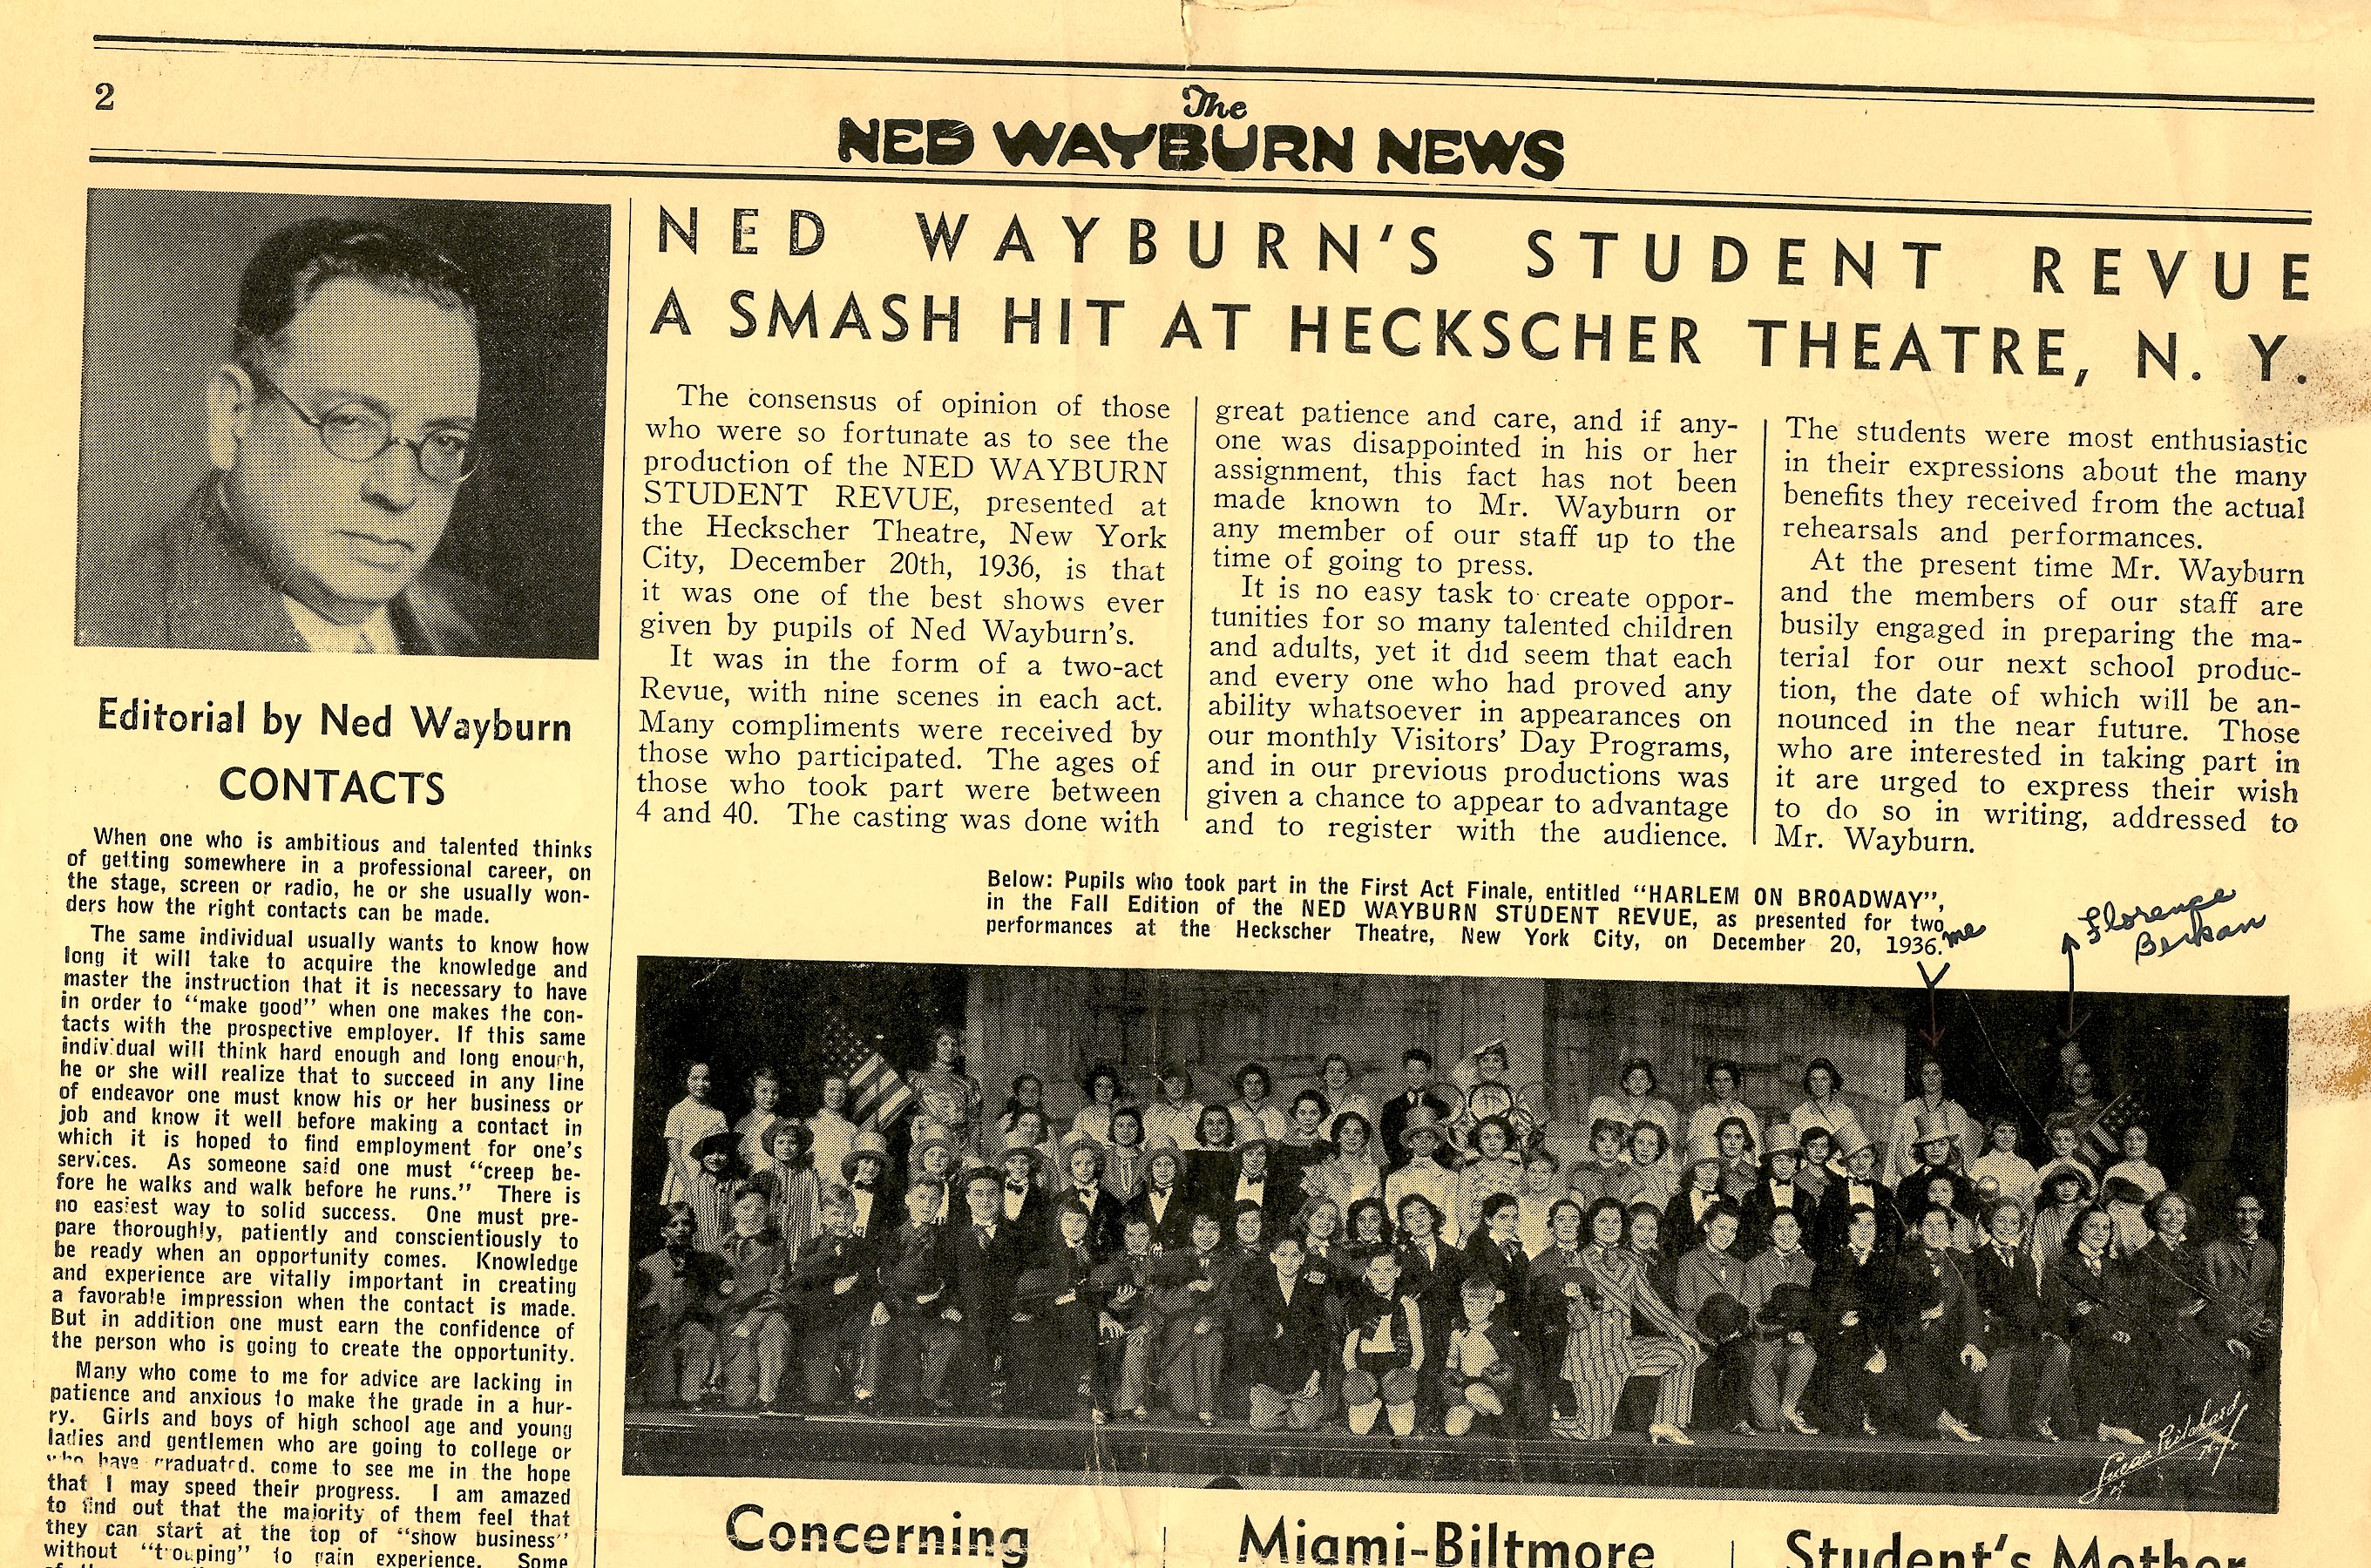 2
The
NED WAYBURN NEWS
Editorial by Ned Wayburn
CONTACTS
When one who is ambitious and talented thinks
of getting somewhere in a professional career, on
the stage, screen or radio, he or she usually won-
ders how the right contacts can be made.
The same individual usually wants to know how
long it will take to acquire the knowledge and
master the instruction that it is necessary to have
in order to "make good" when one makes the con-
tacts with the prospective employer. If this same
individual will think hard enough and long enough,
he or she will realize that to succeed in any line
of endeavor one must know his or her business or
job and know it well before making a contact in
which it is hoped to find employment for one's
services. As someone said one must "creep be-
fore he walks and walk before he runs." There is
no easiest way to solid success. One must pre-
pare thoroughly, patiently and conscientiously to
be ready when an opportunity comes. Knowledge
and experience are vitally important in creating
a favorable impression when the contact is made.
But in addition one must earn the confidence of
the person who is going to create the opportunity.
Many who come to me for advice are lacking in
patience and anxious to make the grade in a hur-
ry. Girls and boys of high school age and young
ladies and gentlemen who are going to college or
who have graduated, come to see me in the hope
that I may speed their progress. I am amazed
to find out that the majority of them feel that
they can start at the top of "show business"
without "trouping" to gain experience. Some
NED WAYBURN'S STUDENT REVUE
A SMASH HIT AT HECKSCHER THEATRE, N. Y.
The consensus of opinion of those
who were so fortunate as to see the
production of the NED WAYBURN
STUDENT REVUE, presented at
the Heckscher Theatre, New York
City, December 20th, 1936, is that
it was one of the best shows ever
given by pupils of Ned Wayburn's.
It was in the form of a two-act
Revue, with nine scenes in each act.
Many compliments were received by
those who participated. The ages of
those who took part were between
4 and 40. The casting was done with
great patience and care, and if any-
one was disappointed in his or her
assignment, this fact has not been
made known to Mr. Wayburn or
any member of our staff up to the
time of going to press.
It is no easy task to create oppor-
tunities for so many talented children
and adults, yet it did seem that each
and every one who had proved any
ability whatsoever in appearances on
our monthly Visitors' Day Programs,
and in our previous productions was
given a chance to appear to advantage
and to register with the audience.
The students were most enthusiastic
in their expressions about the many
benefits they received from the actual
rehearsals and performances.
At the present time Mr. Wayburn
and the members of our staff are
busily engaged in preparing the ma-
terial for our next school produc-
tion, the date of which will be an-
nounced in the near future. Those
who are interested in taking part in
it are urged to express their wish
to do so in writing, addressed to
Mr. Wayburn.
Below: Pupils who took part in the First Act Finale, entitled "HARLEM ON BROADWAY",
in the Fall Edition of the NED WAYBURN STUDENT REVUE, as presented for two
performances at the Heckscher Theatre, New York City, on December 20, 1936.
me
Florence
Concerning
Miami-Biltmore
Student's Mother